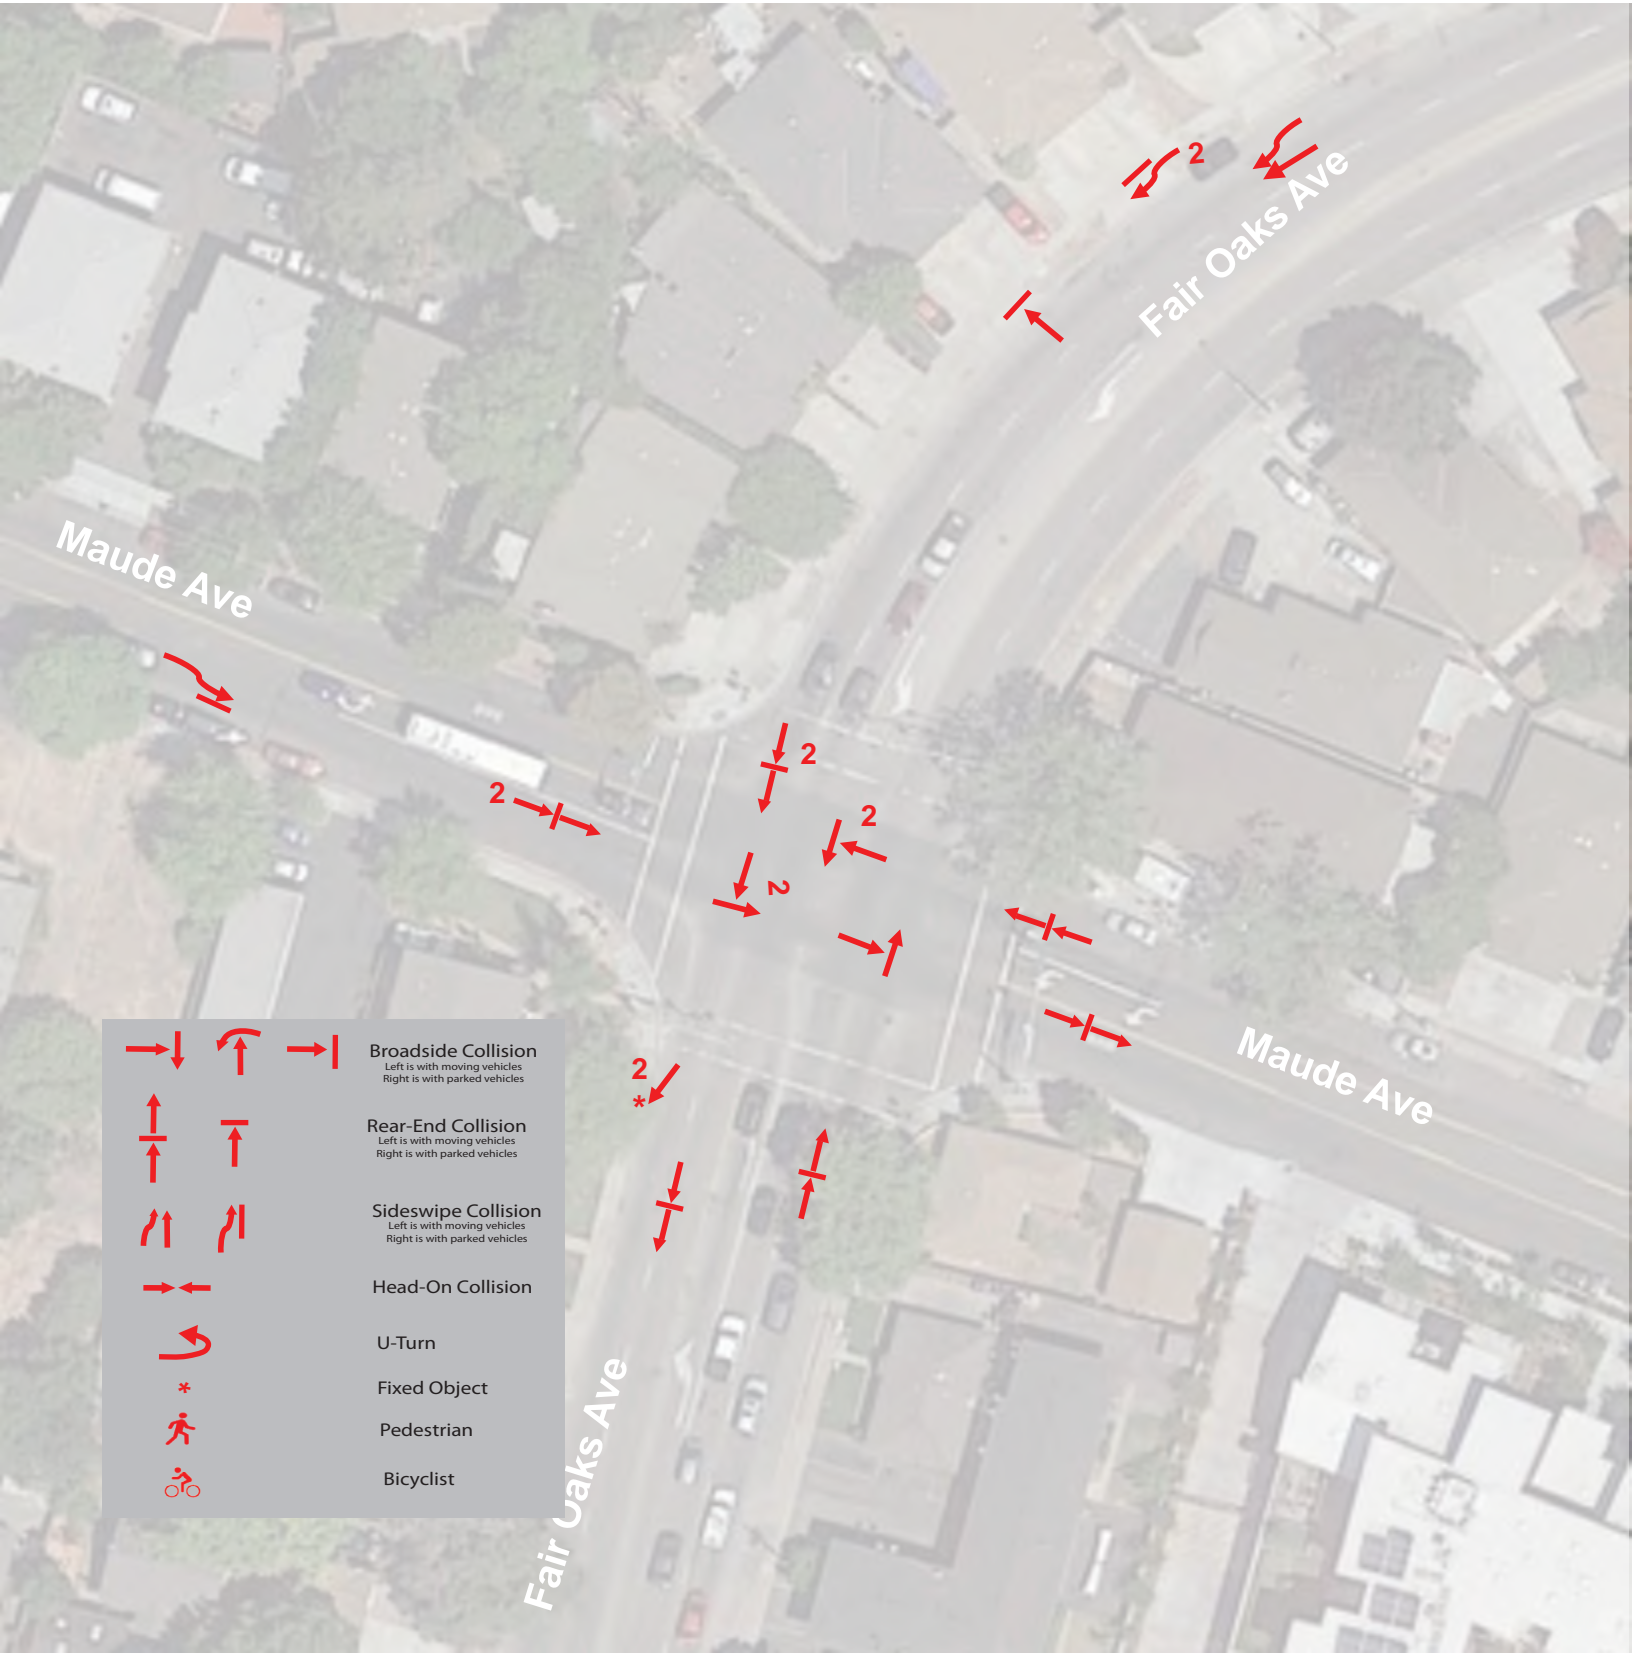 2
Fair Oaks Ave
Maude Ave
2
2
2
2
Maude Ave
2
*
Broadside Collision
Left is with moving vehicles
Right is with parked vehicles
Rear-End Collision
Left is with moving vehicles
Right is with parked vehicles
Sideswipe Collision
Left is with moving vehicles
Right is with parked vehicles
Head-On Collision
U-Turn
* Fixed Object
Pedestrian
Bicyclist
Fair Oaks Ave